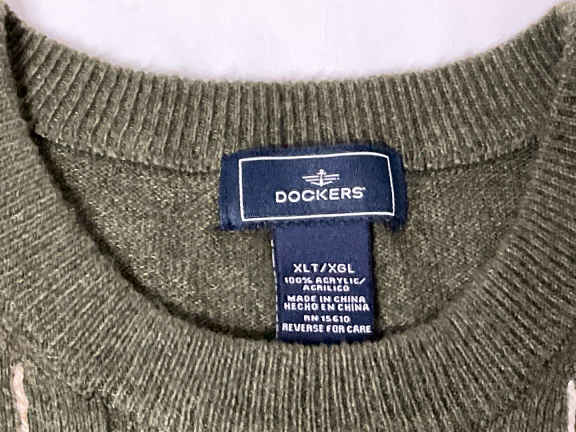 DOCKERS®
XLT/XGL
100% ACRYLIC/
ACRILICO
MADE IN CHINA
HECHO EN CHINA
RN 15610
REVERSE FOR CARE